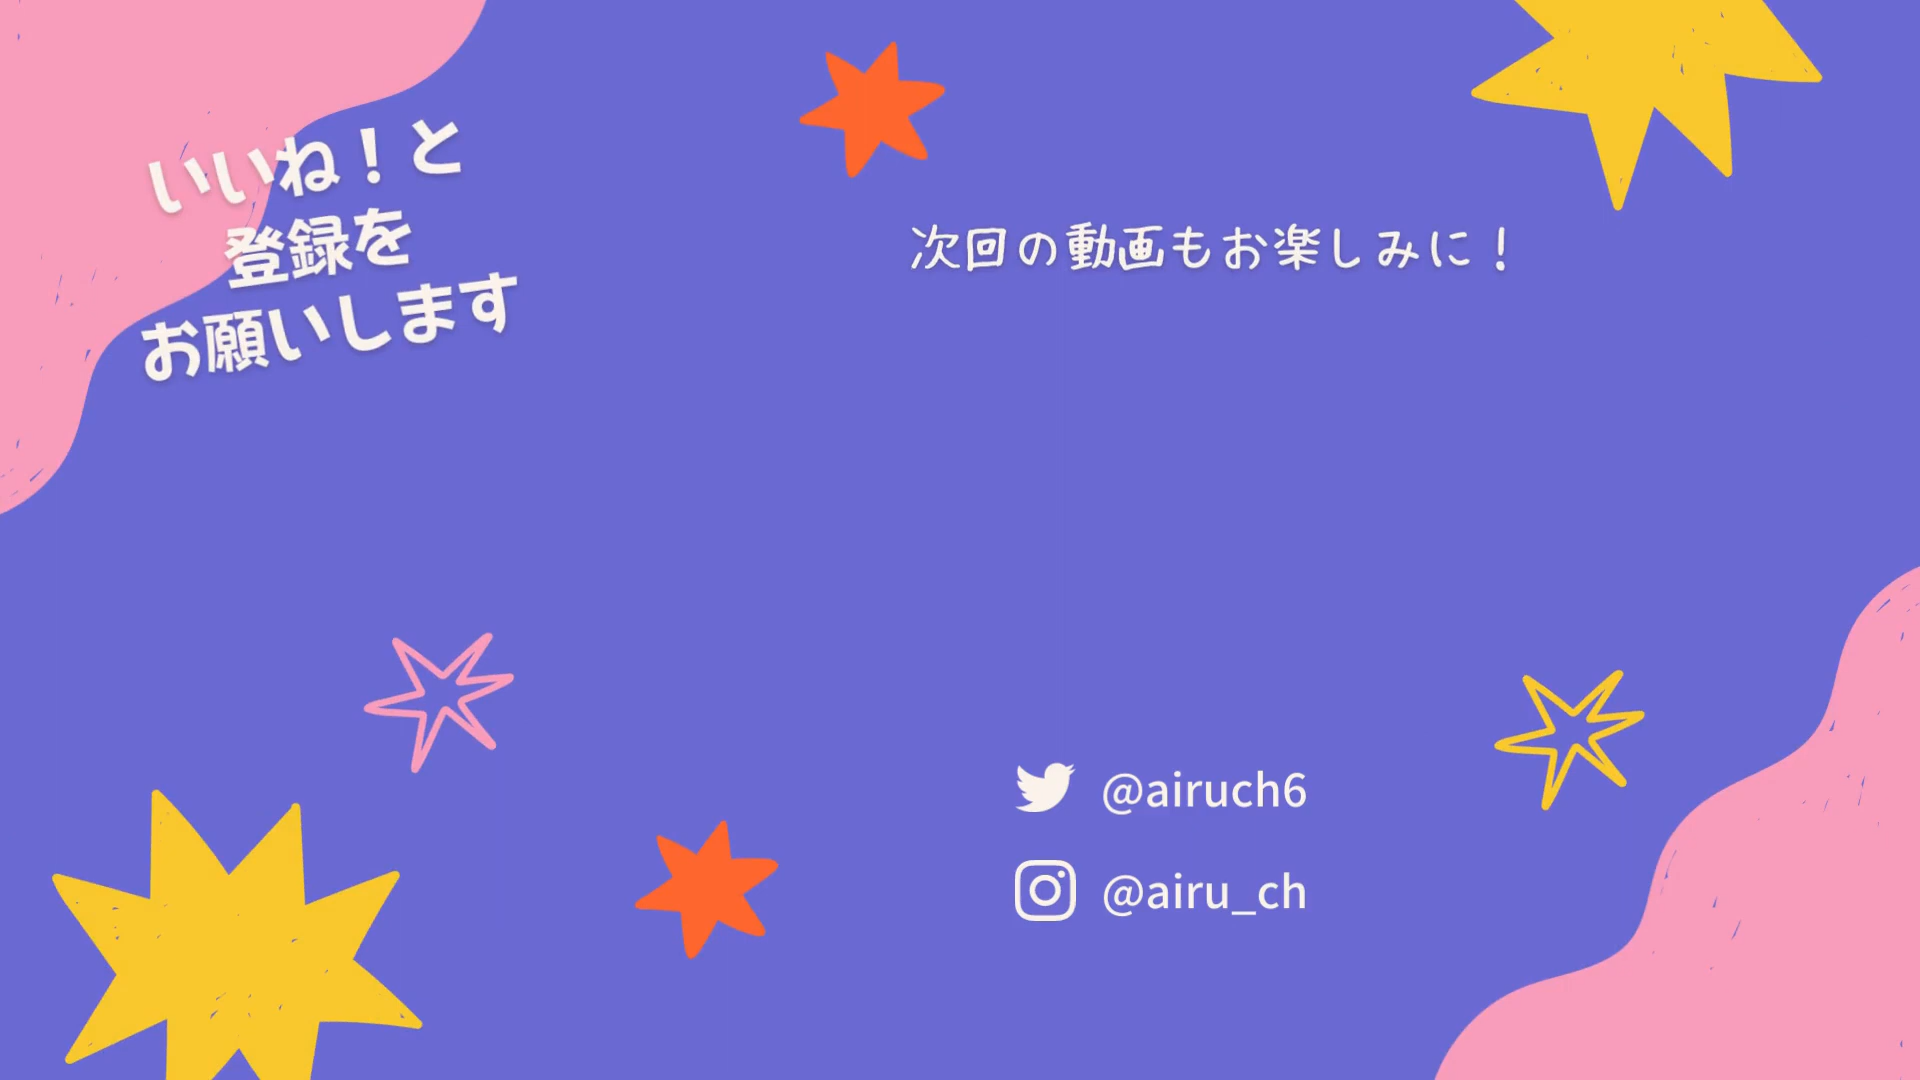 いいね！と
登録を
お願いします
次回の動画もお楽しみに！
@airuch6
@airu_ch